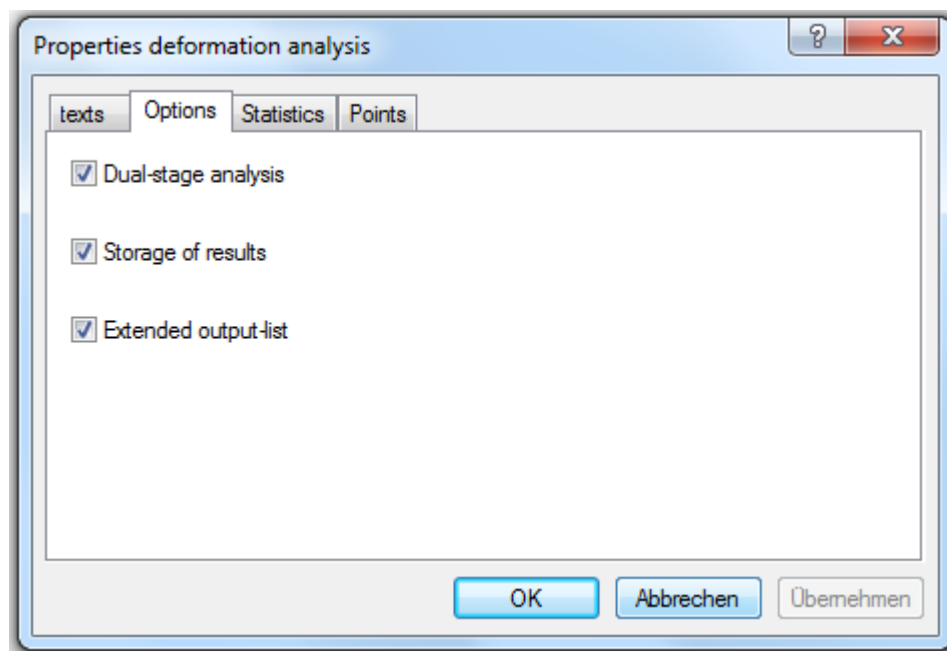 Properties deformation analysis
texts Options Statistics Points
Dual-stage analysis
Storage of results
Extended output-list
OK Abbrechen Übernehmen